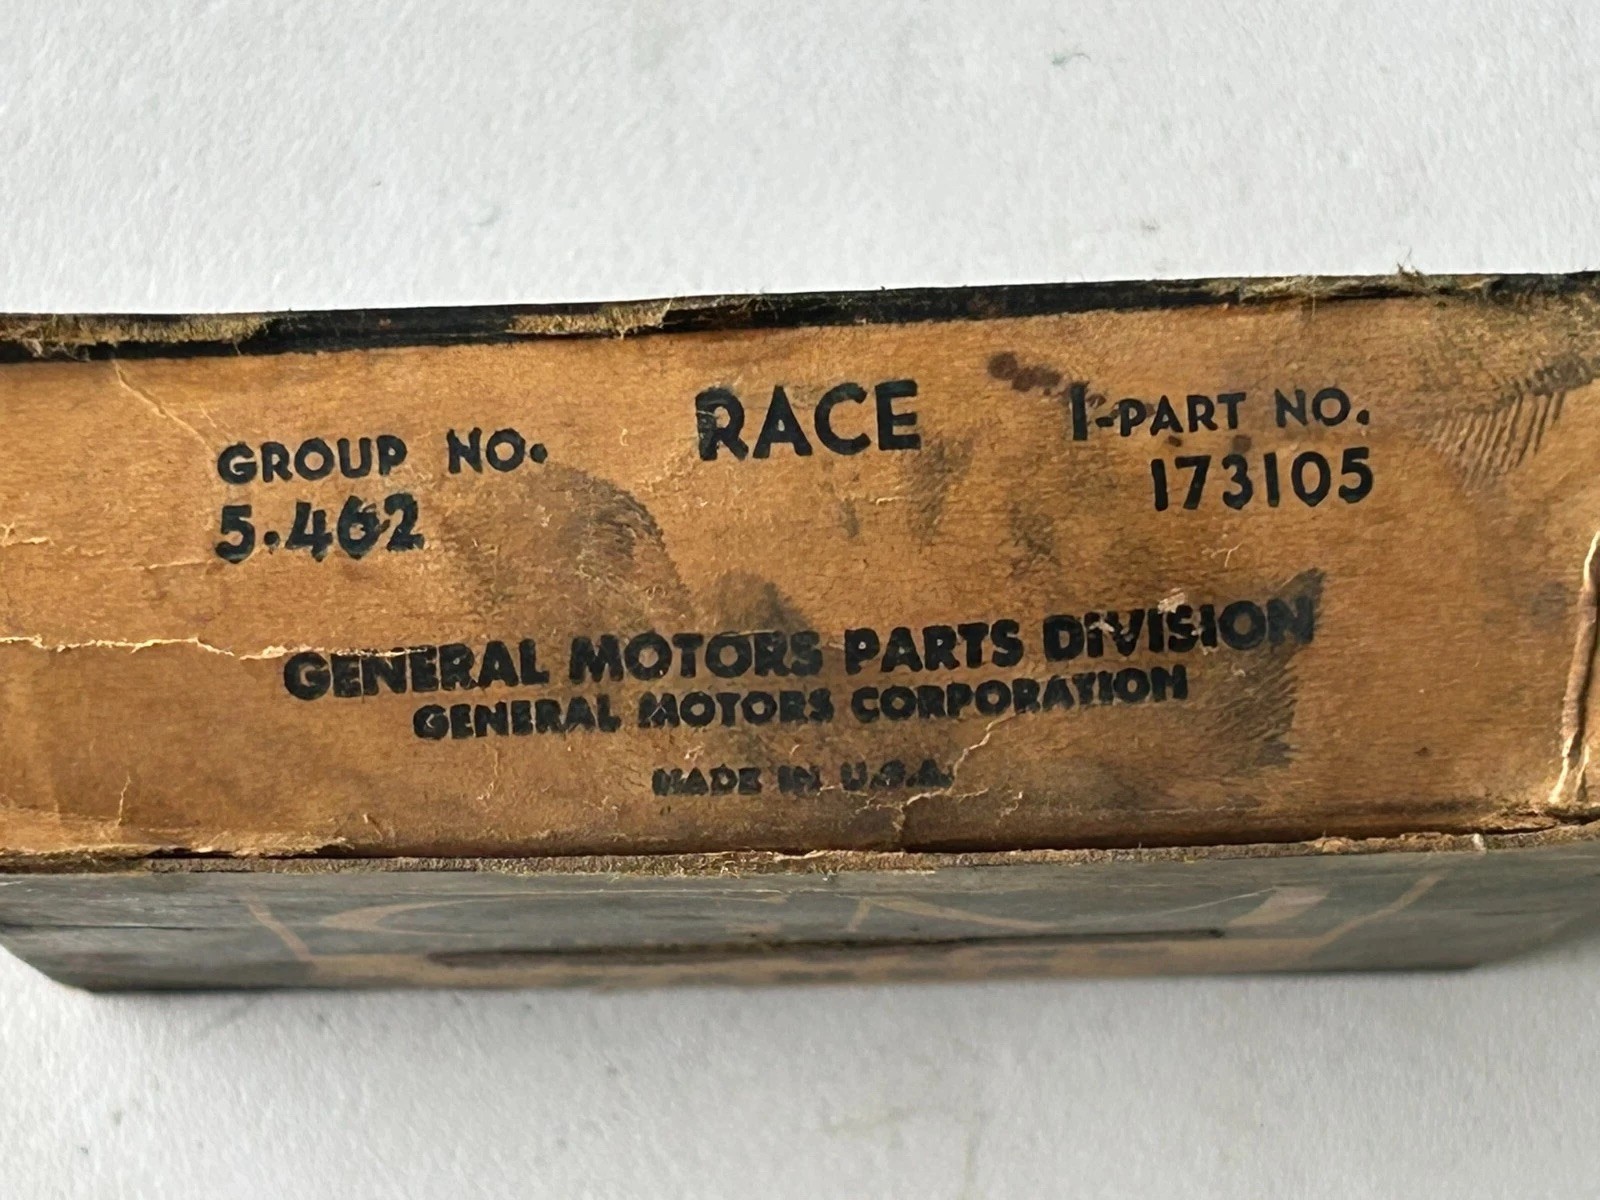 RACE
GROUP NO.
5.462
1-PART NO.
173105
GENERAL MOTORS PARTS DIVISION
GENERAL MOTORS CORPORATION
MADE IN U.S.A.